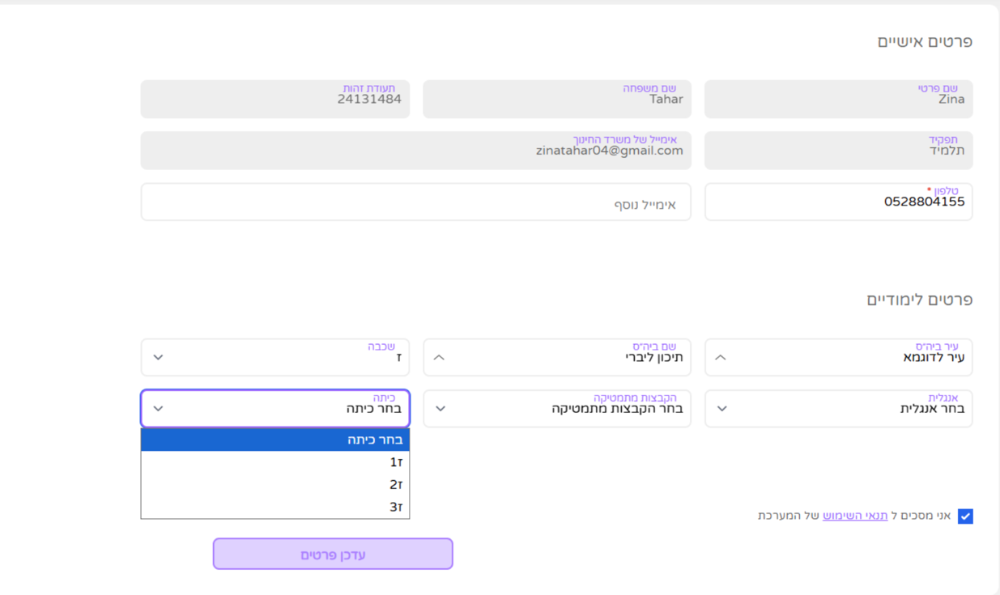 פרטים אישיים
שם פרטי
Zina
שם משפחה
Tahar
תעודת זהות
24131484
תפקיד
תלמיד
אימייל של משרד החינוך
zinatahar04@gmail.com
טלפון *
0528804155
אימייל נוסף
פרטים לימודיים
עיר ביה״ס
עיר לדוגמא
שם ביה״ס
תיכון ליברי
שכבה
ז
אנגלית
בחר אנגלית
הקבצות מתמטיקה
בחר הקבצות מתמטיקה
כיתה
בחר כיתה
בחר כיתה
ז1
ז2
ז3
אני מסכים ל תנאי השימוש של המערכת
עדכן פרטים